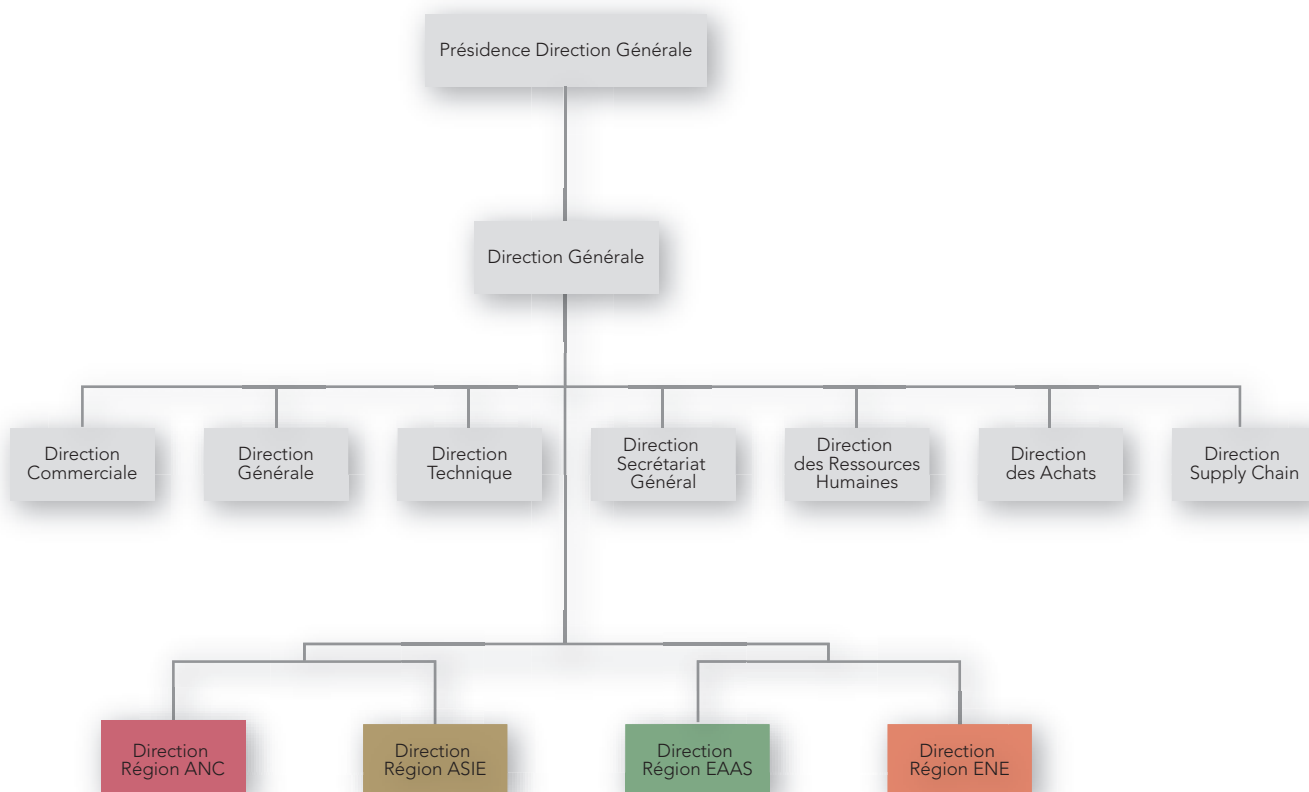 Présidence Direction Générale
Direction Générale
Direction
Commerciale
Direction
Générale
Direction
Technique
Direction
Secrétariat
Général
Direction
des Ressources
Humaines
Direction
des Achats
Direction
Supply Chain
Direction
Région ANC
Direction
Région ASIE
Direction
Région EAAS
Direction
Région ENE